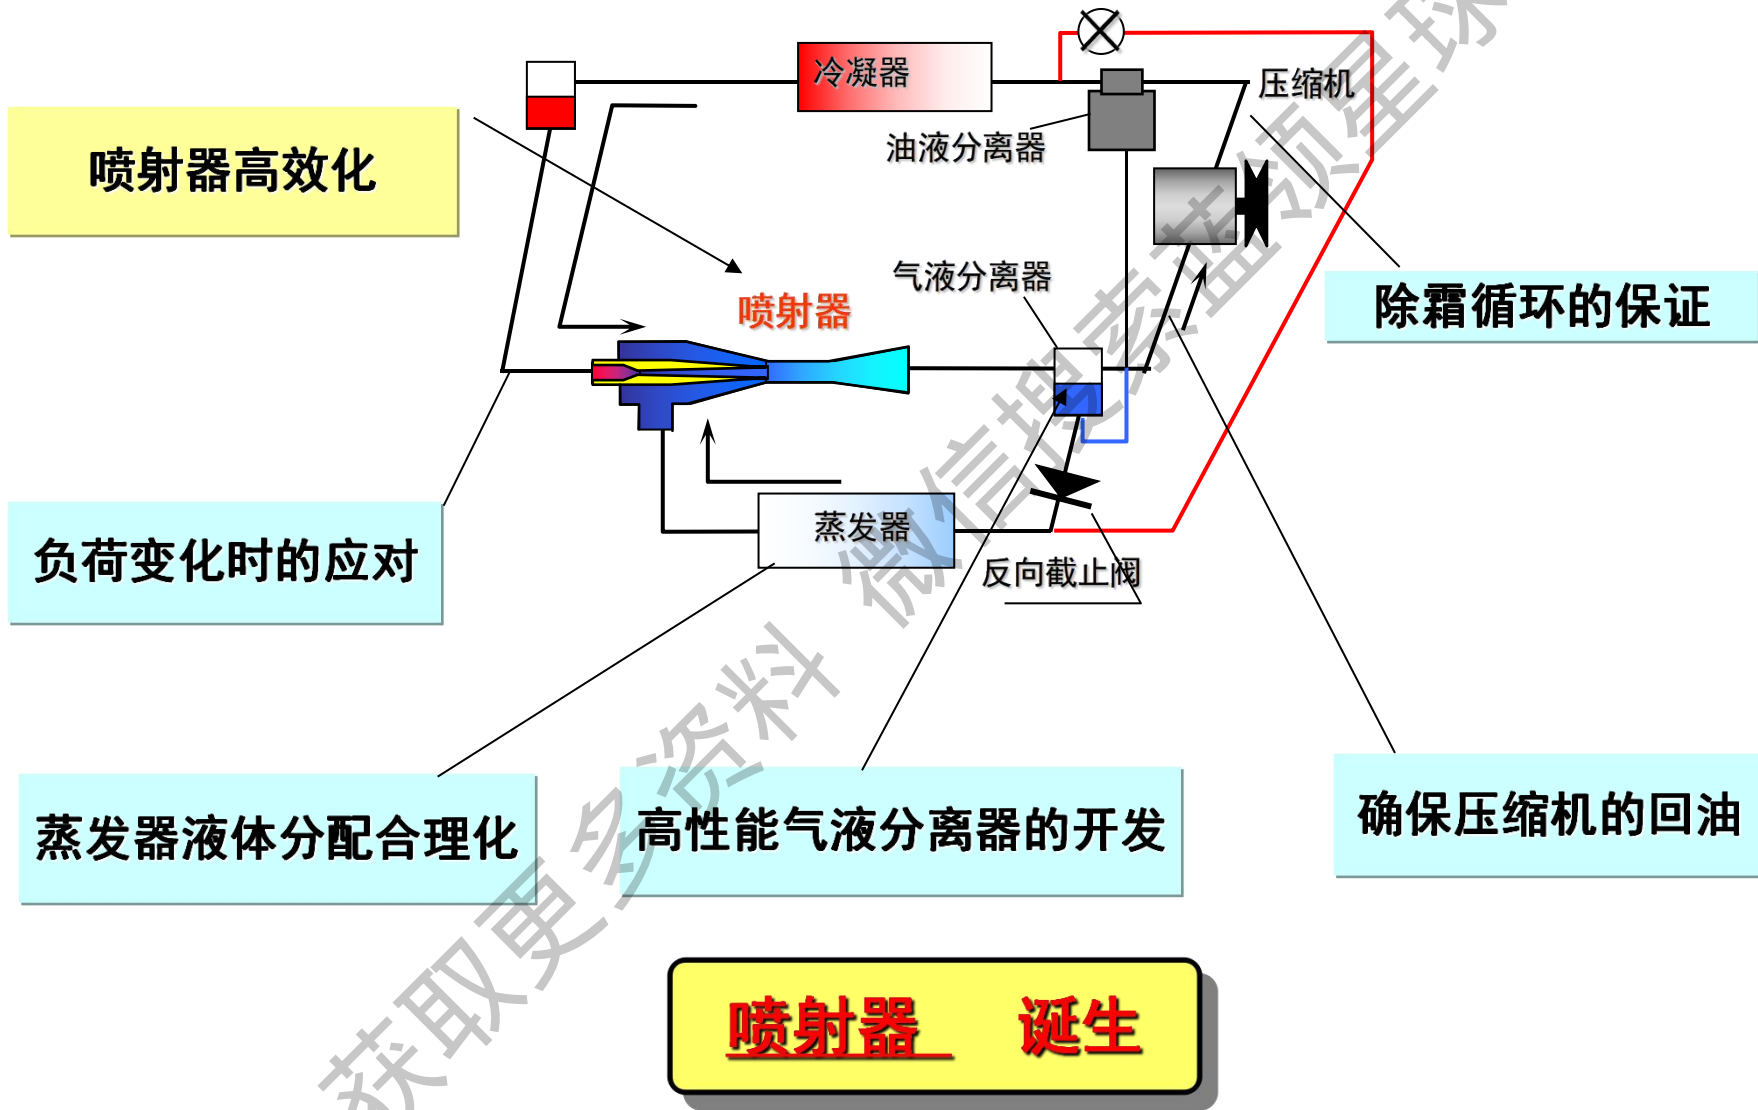 冷凝器
压缩机
油液分离器
喷射器高效化
气液分离器
喷射器
除霜循环的保证
蒸发器
负荷变化时的应对
反向截止阀
蒸发器液体分配合理化
高性能气液分离器的开发
确保压缩机的回油
喷射器 诞生
获取更多资料 微信搜索蓝领星球